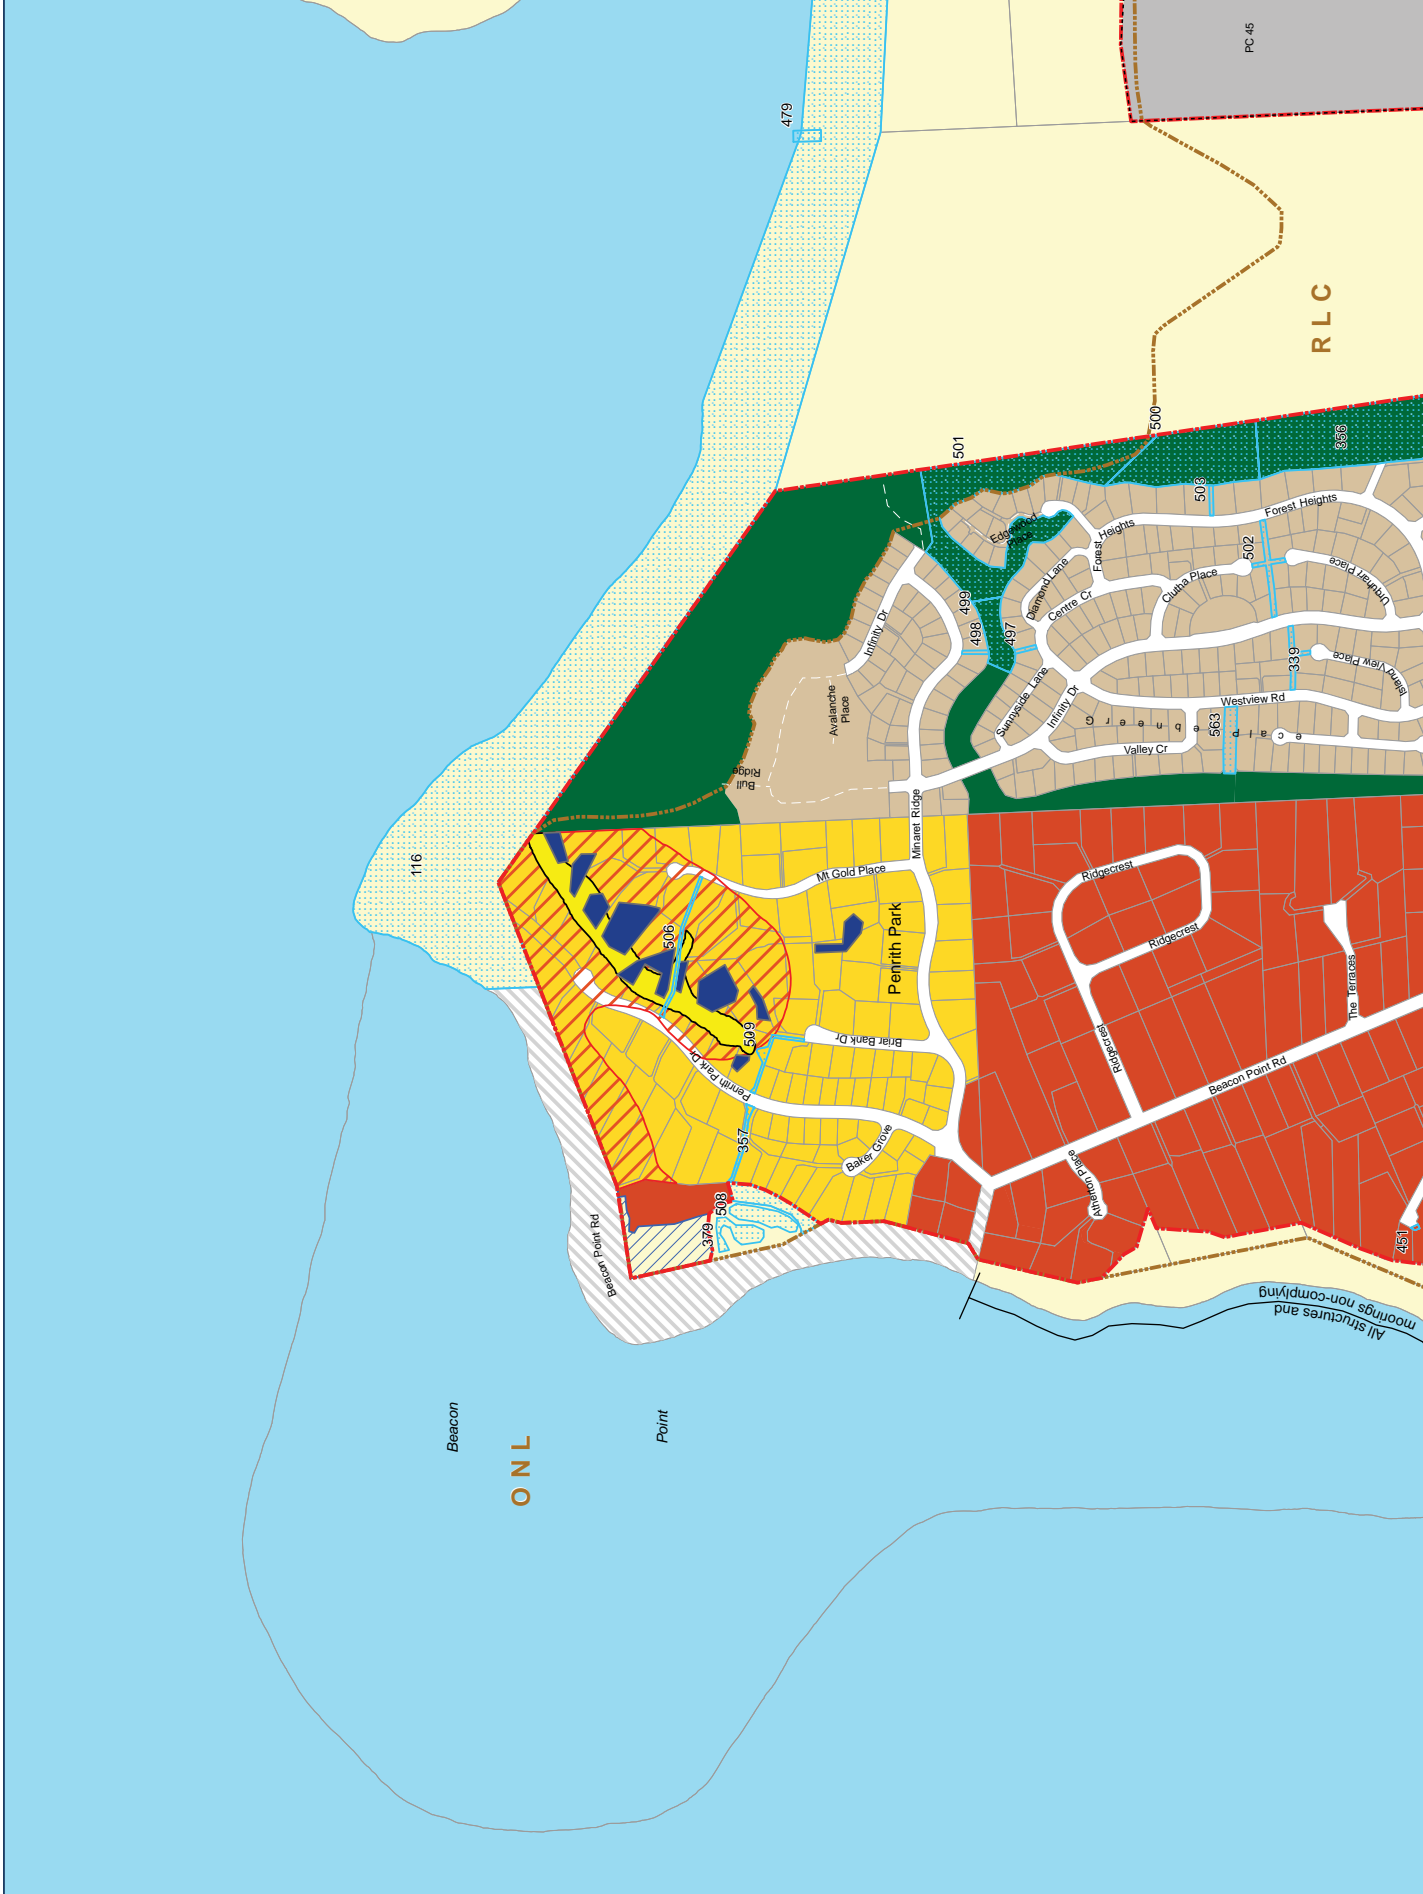 PC 45
479
RLC
500
501
356
503
Forest Heights
Edgewood
Place
Forest
Heights
502
Urquhart Place
Clutha Place
Diamond Lane
Centre Cr
499
498
497
339
Island View Place
Infinity Dr
Sunnyside Lane
Infinity Dr
Westview Rd
Greenbelt Place
563
Valley Cr
Avalanche
Place
Bull
Ridge
Minaret Ridge
116
Mt Gold Place
Penrith Park
506
509
Briar Bank Dr
Penrith Park Dr
357
Baker Grove
508
379
Beacon Point Rd
Ridgecrest
Ridgecrest
Ridgecrest
The Terraces
Beacon Point Rd
Atherton Place
451
All structures and
moorings non-complying
Beacon
Point
ONL